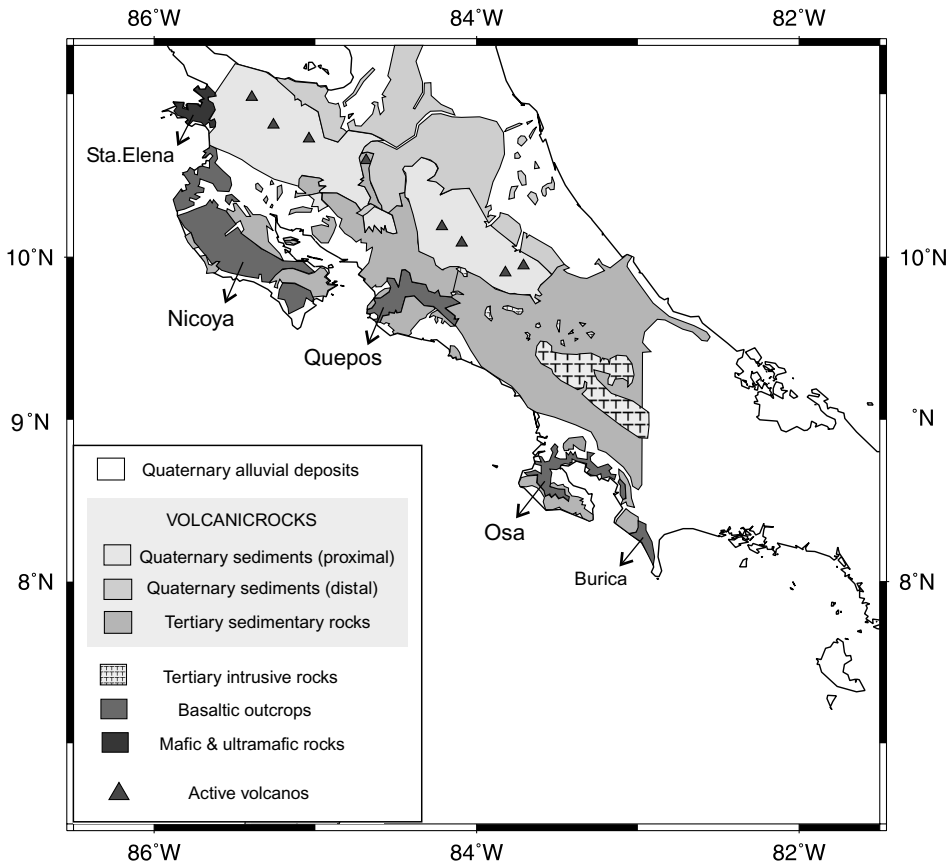 86˚W 84˚W 82˚W
Sta.Elena
10˚N 10˚N
Nicoya
Quepos
9˚N ˚N
Quaternary alluvial deposits
VOLCANICROCKS
Osa
Quaternary sediments (proximal)
8˚N Burica 8˚N
Quaternary sediments (distal)
Tertiary sedimentary rocks
Tertiary intrusive rocks
Basaltic outcrops
Mafic & ultramafic rocks
Active volcanos
86˚W 84˚W 82˚W